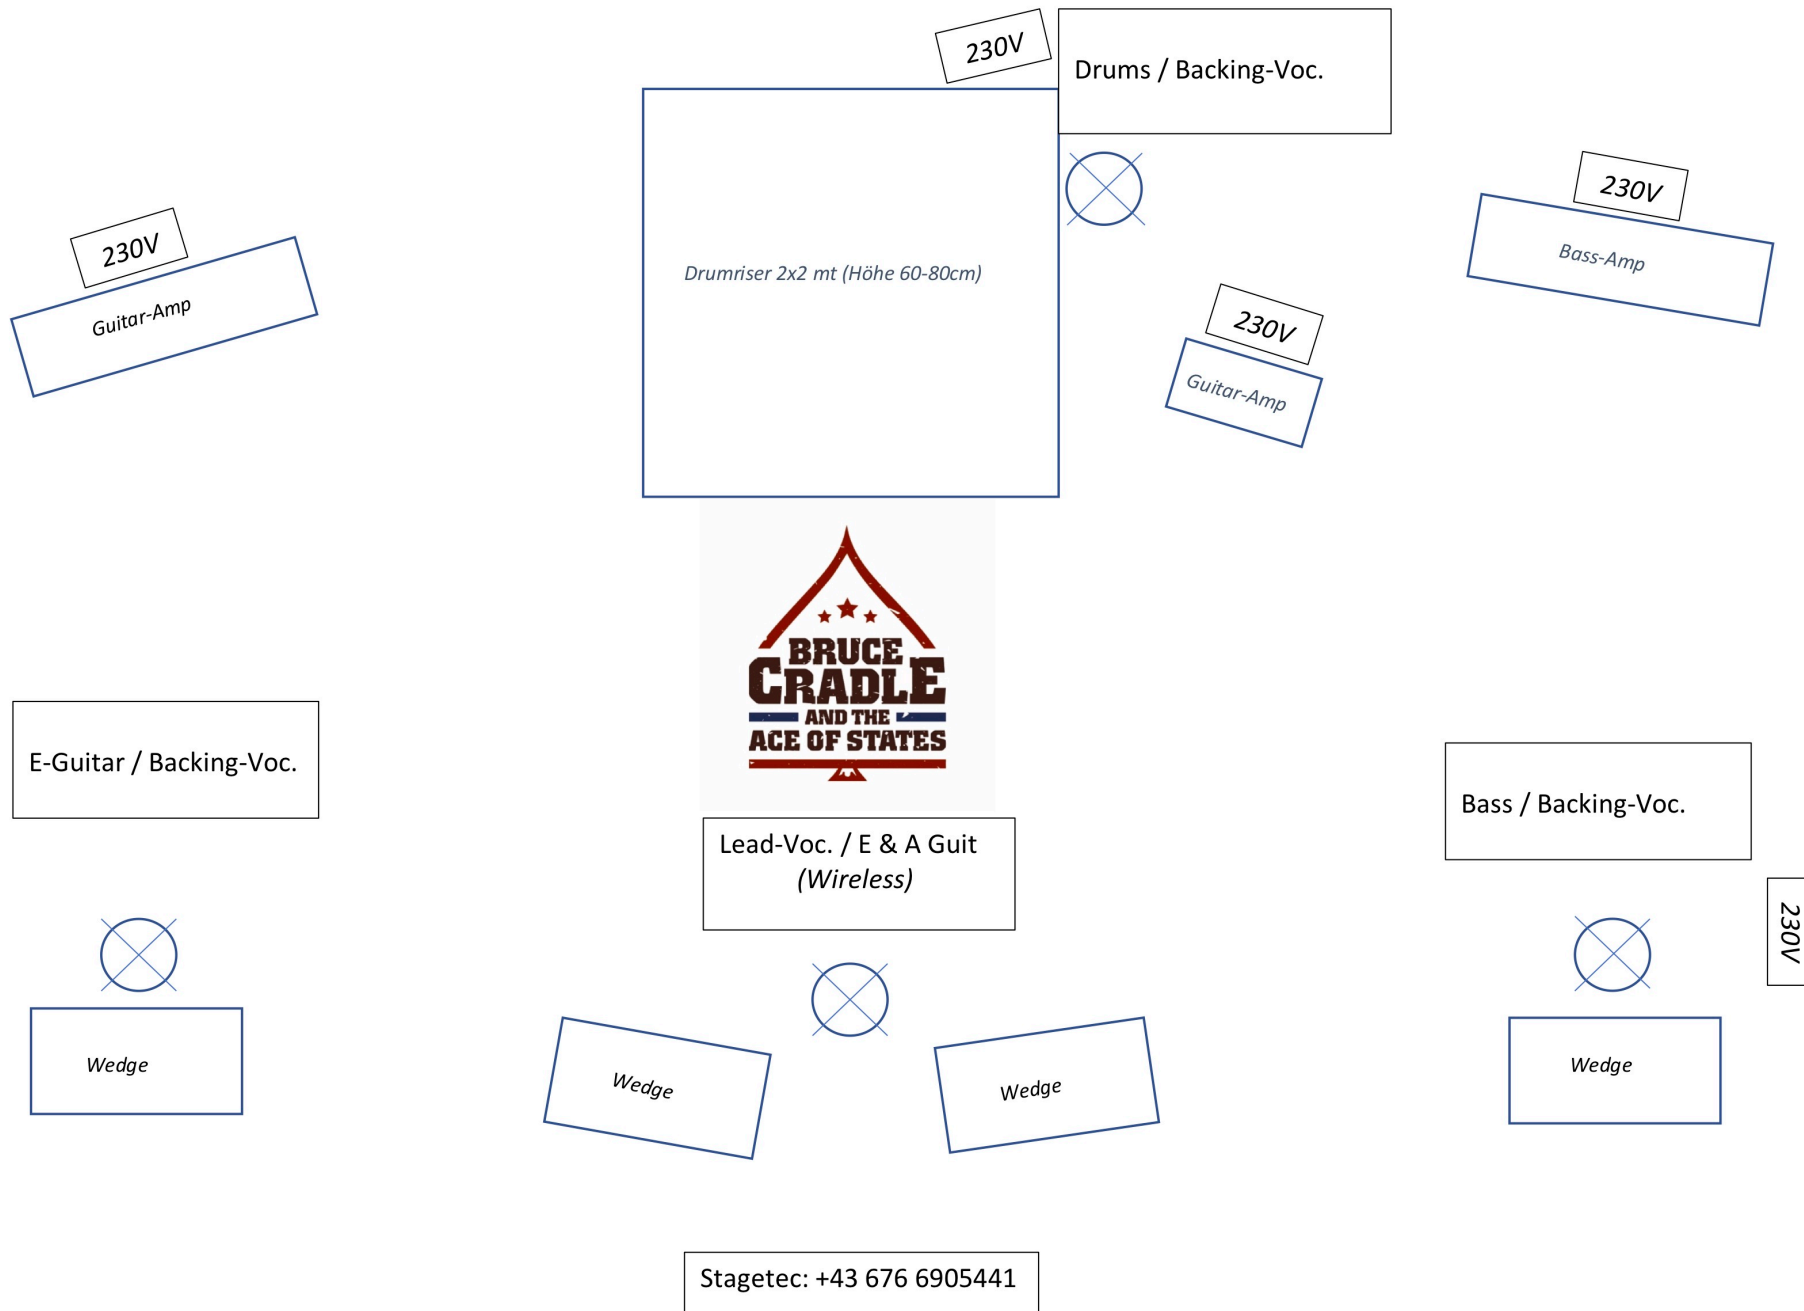 230V
Drums / Backing-Voc.
230V
Bass-Amp
230V
Guitar-Amp
Drumriser 2x2 mt (Höhe 60-80cm)
230V
Guitar-Amp
BRUCE
CRADLE
AND THE
ACE OF STATES
E-Guitar / Backing-Voc.
Lead-Voc. / E & A Guit
(Wireless)
Bass / Backing-Voc.
230V
Wedge
Wedge
Wedge
Wedge
Stagetec: +43 676 6905441